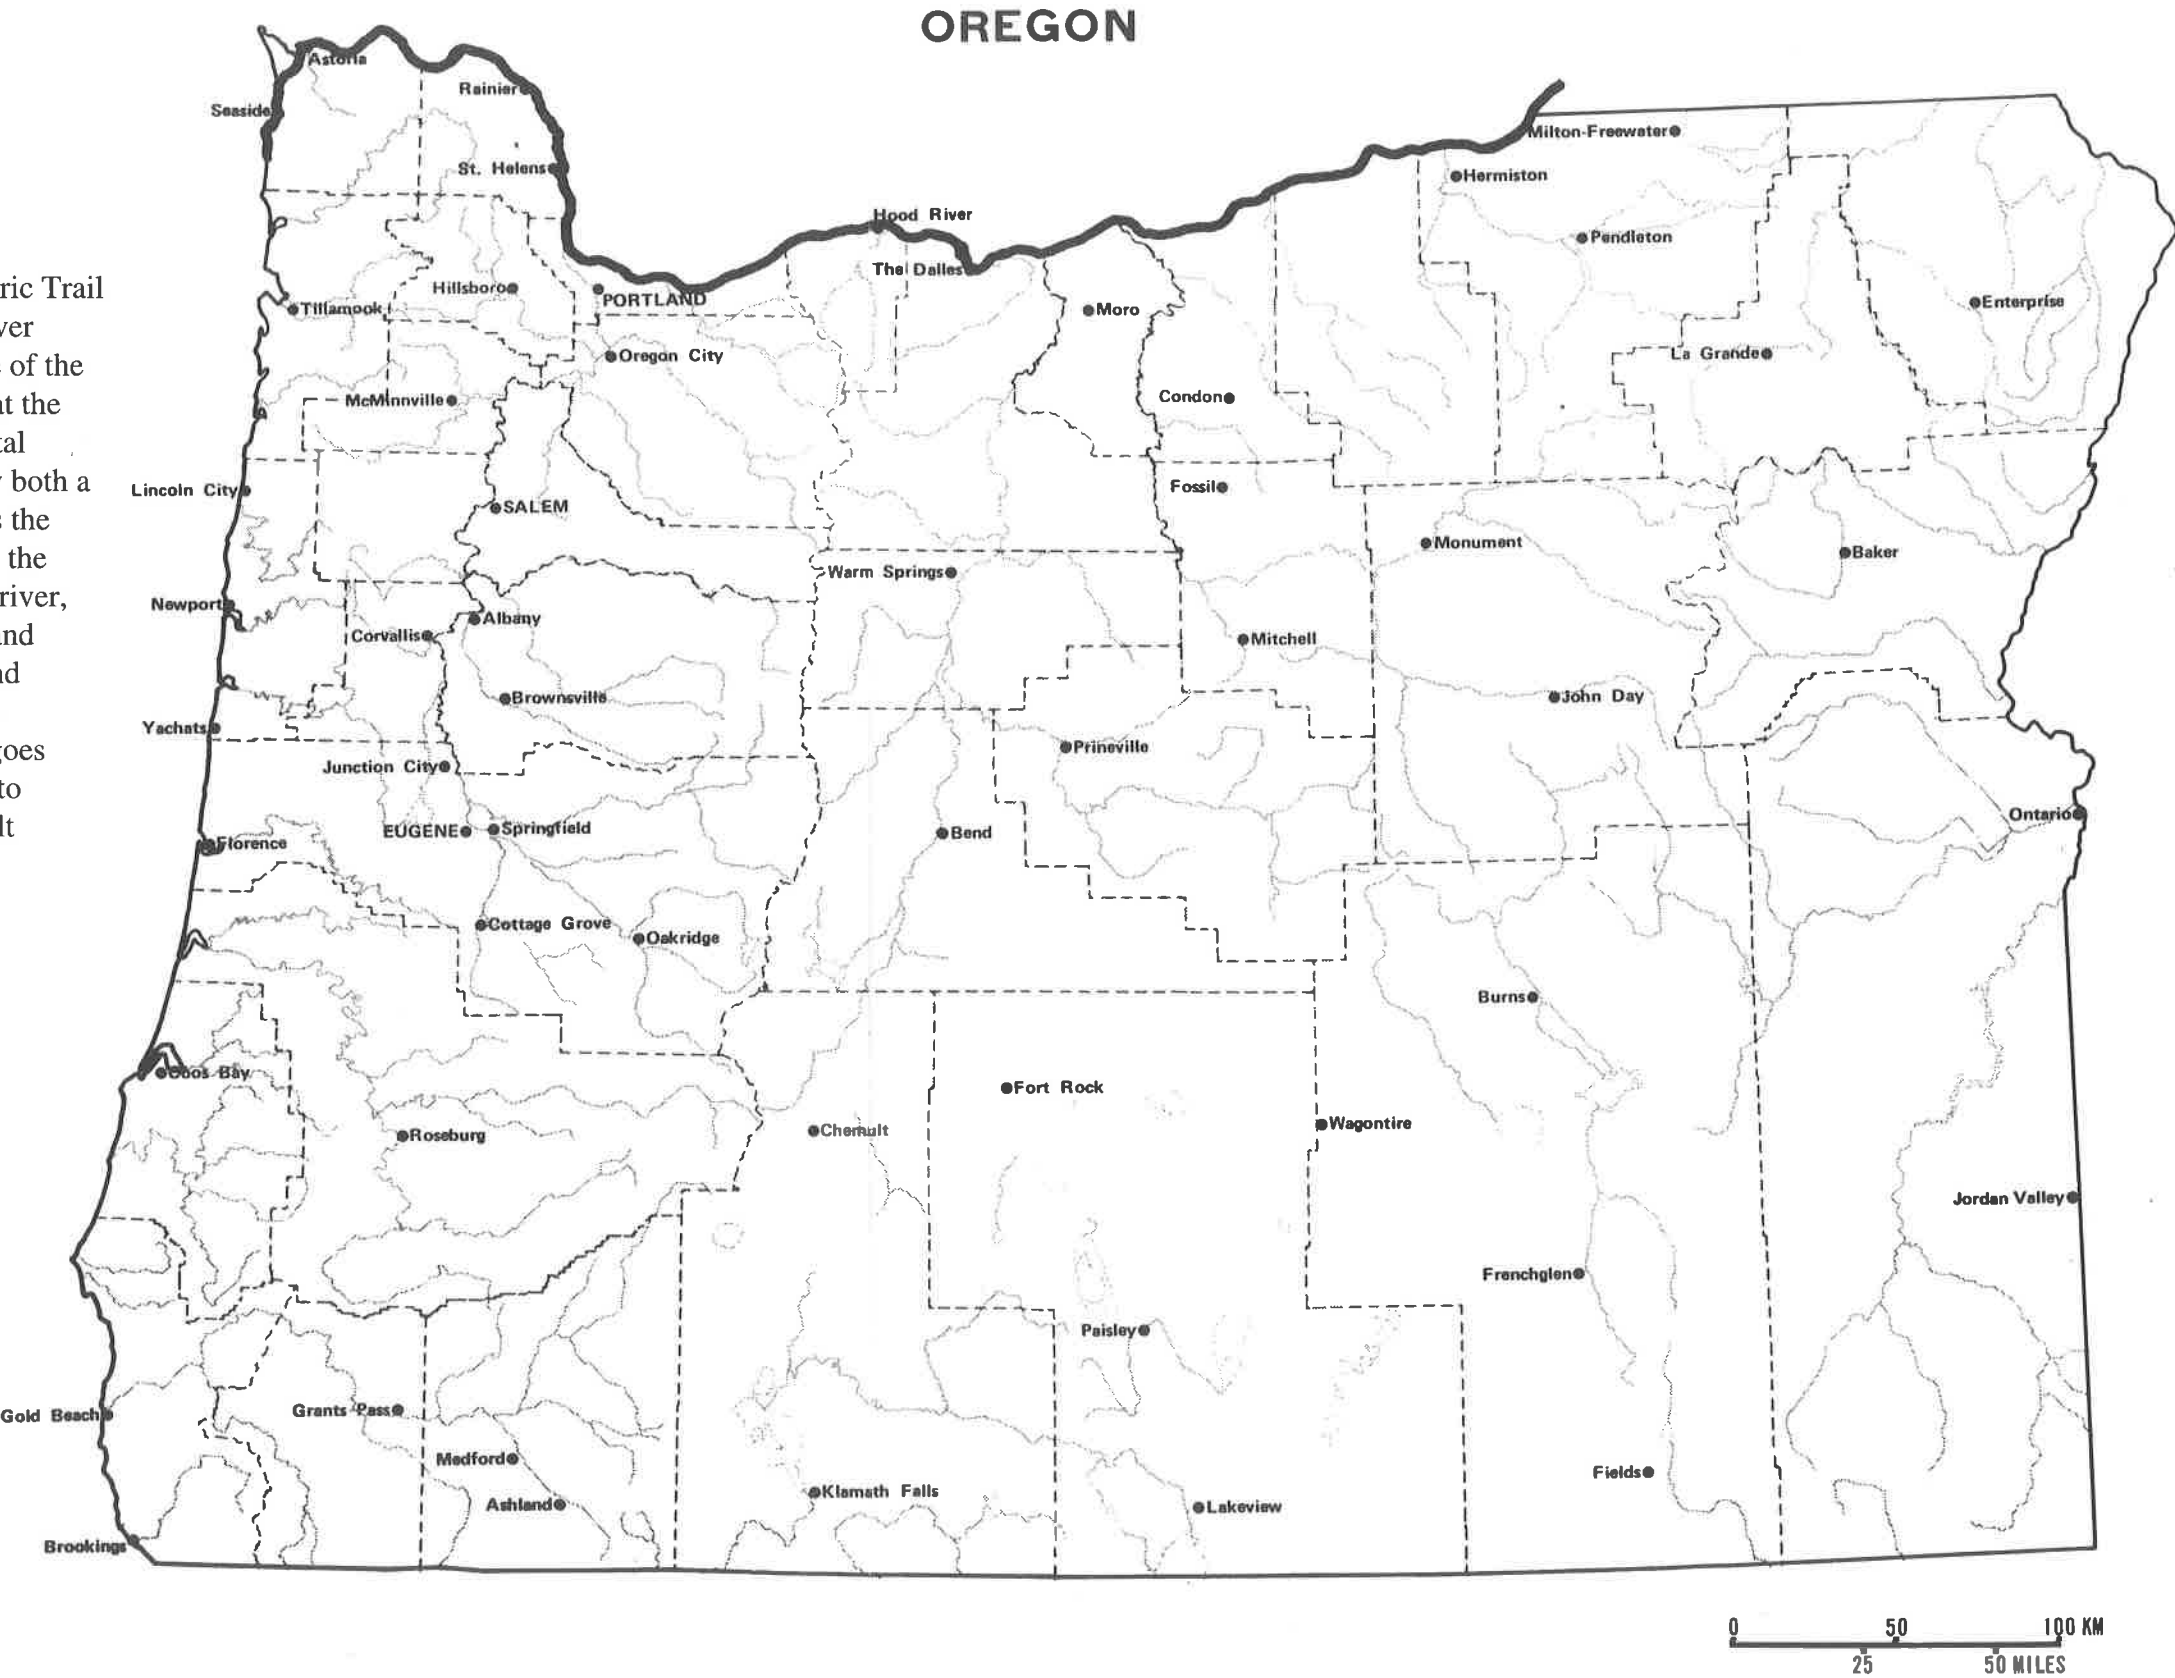 OREGON
Astoria
Rainier
Seaside
St. Helens
Milton-Freewater
Hermiston
Hood River
Pendleton
The Dalles
ric Trail
Hillsboro
PORTLAND
Tillamook
Moro
Enterprise
ver
Oregon City
La Grande
of the
McMinnville
Condon
at the
tal
Lincoln City
Fossil
both a
SALEM
s the
Monument
Baker
the
Warm Springs
river,
Newport
Albany
Corvallis
Mitchell
and
nd
Brownsville
John Day
Yachats
Prineville
goes
Junction City
to
Ontario
lt
EUGENE
Springfield
Bend
Florence
Cottage Grove
Oakridge
Burns
Coos Bay
Fort Rock
Roseburg
Chemult
Wagontire
Jordan Valley
Frenchglen
Paisley
Gold Beach
Grants Pass
Medford
Fields
Klamath Falls
Ashland
Lakeview
Brookings
0 50 100 KM
25 50 MILES